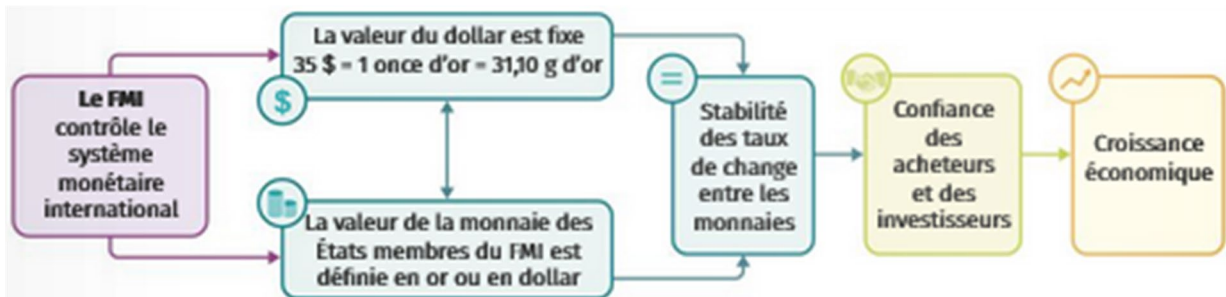 Le FMI
contrôle le
système
monétaire
international
La valeur du dollar est fixe
35 $ = 1 once d'or = 31,10 g d'or
$
La valeur de la monnaie des
États membres du FMI est
définie en or ou en dollar
=
Stabilité
des taux
de change
entre les
monnaies
Confiance
des
acheteurs
et des
investisseurs
Croissance
économique